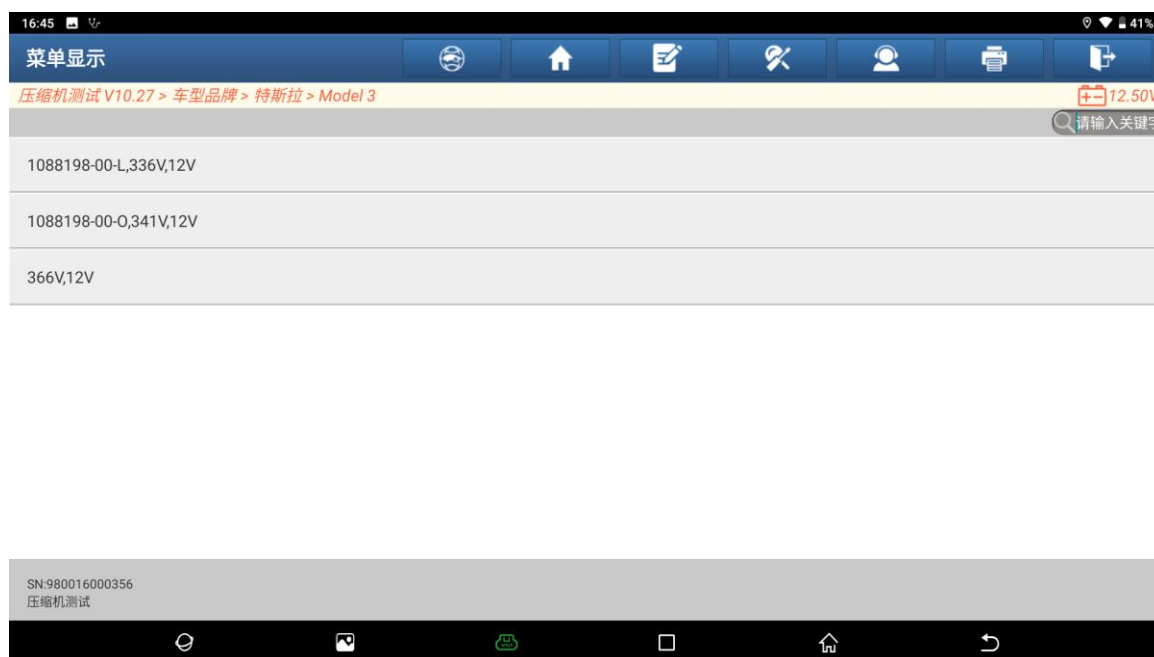 16:45
41%
菜单显示
压缩机测试 V10.27 > 车型品牌 > 特斯拉 > Model 3
12.50V
请输入关键字
1088198-00-L,336V,12V
1088198-00-O,341V,12V
366V,12V
SN:980016000356
压缩机测试
VCI